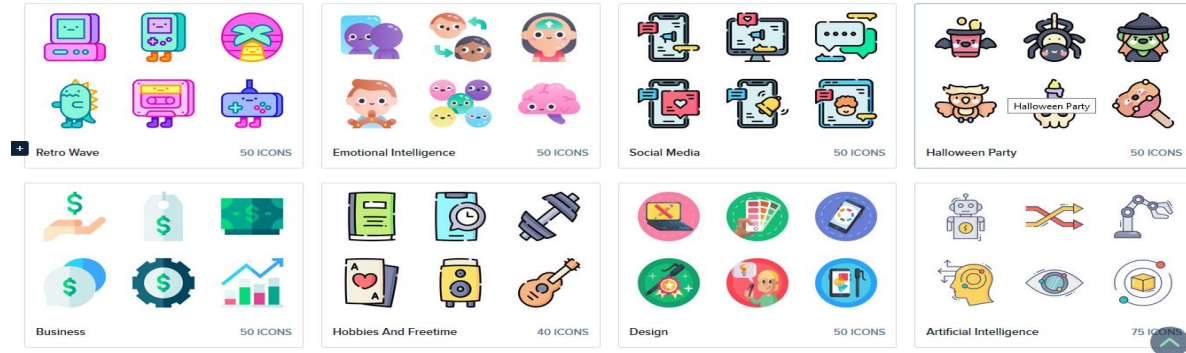 Halloween Party
Retro Wave 50 ICONS
Emotional Intelligence 50 ICONS
Social Media 50 ICONS
Halloween Party 50 ICONS
$ $ $
A
A
$ $
Business 50 ICONS
Hobbies And Freetime 40 ICONS
Design 50 ICONS
Artificial Intelligence 75 ICONS